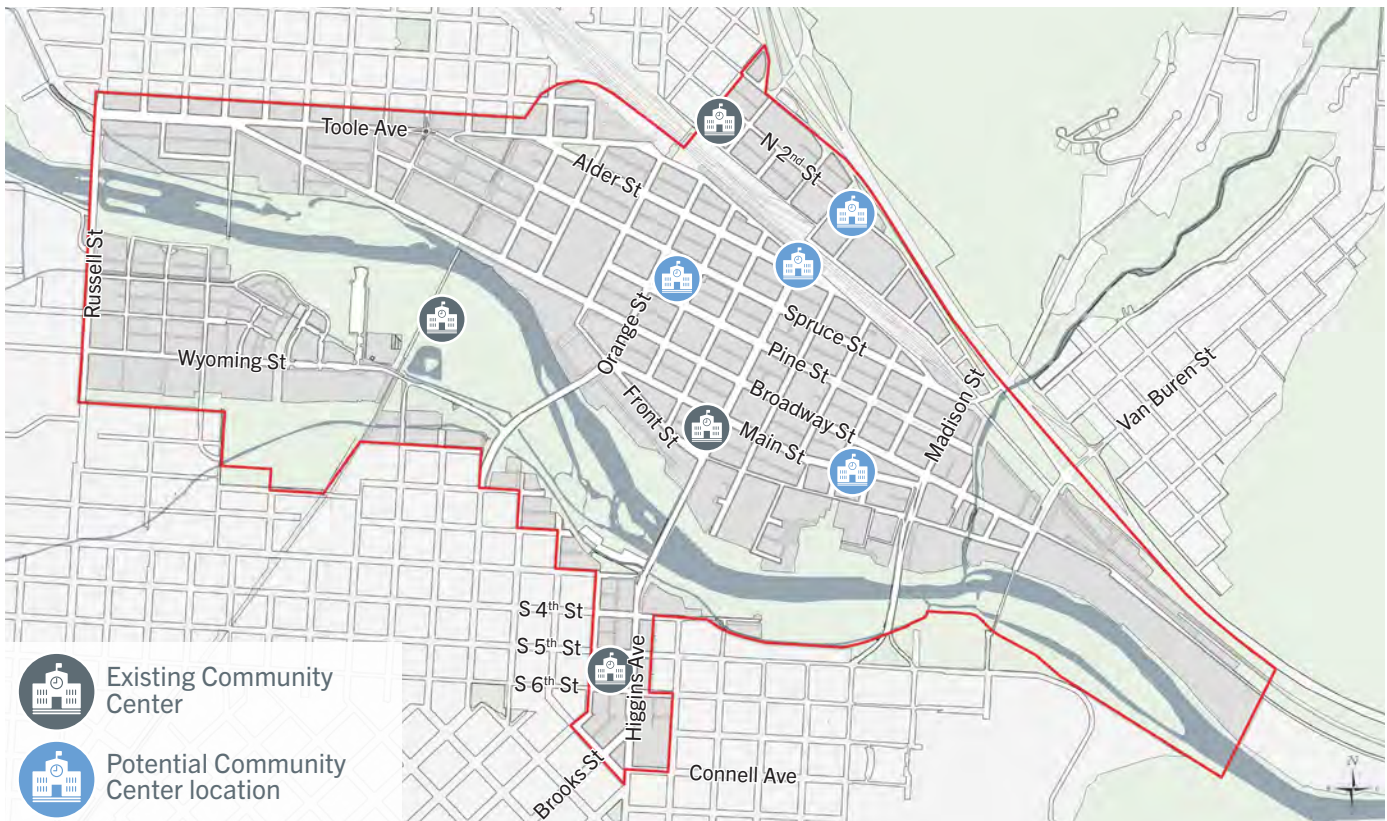 Toole Ave
Alder St
N 2nd St
Russell St
Orange St
Spruce St
Wyoming St
Pine St
Van Buren St
Front St
Broadway St
Madison St
Main St
S 4th St
S 5th St
S 6th St
Higgins Ave
Brooks St
Connell Ave
Existing Community
Center
Potential Community
Center location
N